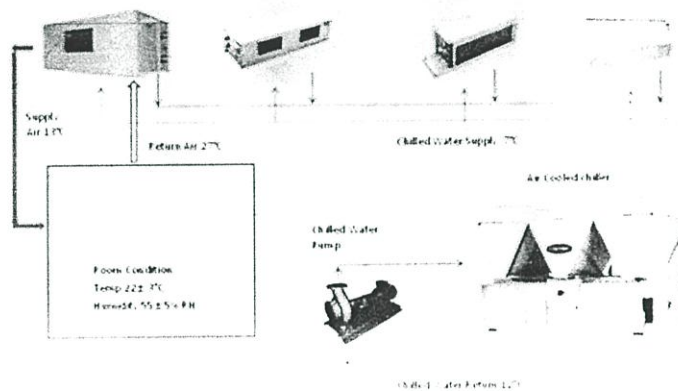 Supply
Air 13°C
Return Air 27°C
Chilled Water Supply 7°C
Air Cooled chiller
Chilled Water
Pump
Room Condition
Temp 22± 3°C
Humidity, 55 ± 5% RH
Chilled Water Return 12°C